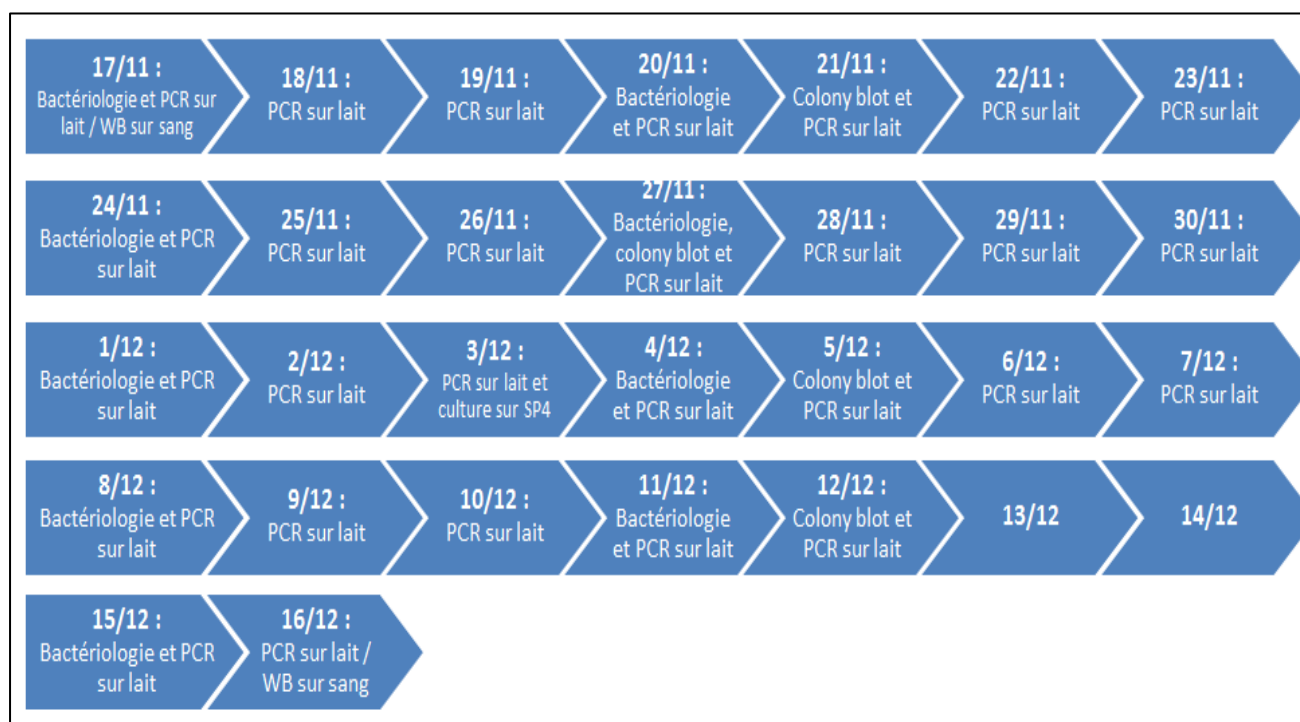 17/11 :
Bactériologie et PCR sur
lait / WB sur sang
18/11 :
PCR sur lait
19/11 :
PCR sur lait
20/11 :
Bactériologie
et PCR sur lait
21/11 :
Colony blot et
PCR sur lait
22/11 :
PCR sur lait
23/11 :
PCR sur lait
24/11 :
Bactériologie et PCR
sur lait
25/11 :
PCR sur lait
26/11 :
PCR sur lait
27/11 :
Bactériologie,
colony blot et
PCR sur lait
28/11 :
PCR sur lait
29/11 :
PCR sur lait
30/11 :
PCR sur lait
1/12 :
Bactériologie et PCR
sur lait
2/12 :
PCR sur lait
3/12 :
PCR sur lait et
culture sur SP4
4/12 :
Bactériologie
et PCR sur lait
5/12 :
Colony blot et
PCR sur lait
6/12 :
PCR sur lait
7/12 :
PCR sur lait
8/12 :
Bactériologie et PCR
sur lait
9/12 :
PCR sur lait
10/12 :
PCR sur lait
11/12 :
Bactériologie
et PCR sur lait
12/12 :
Colony blot et
PCR sur lait
13/12
14/12
15/12 :
Bactériologie et PCR
sur lait
16/12 :
PCR sur lait /
WB sur sang